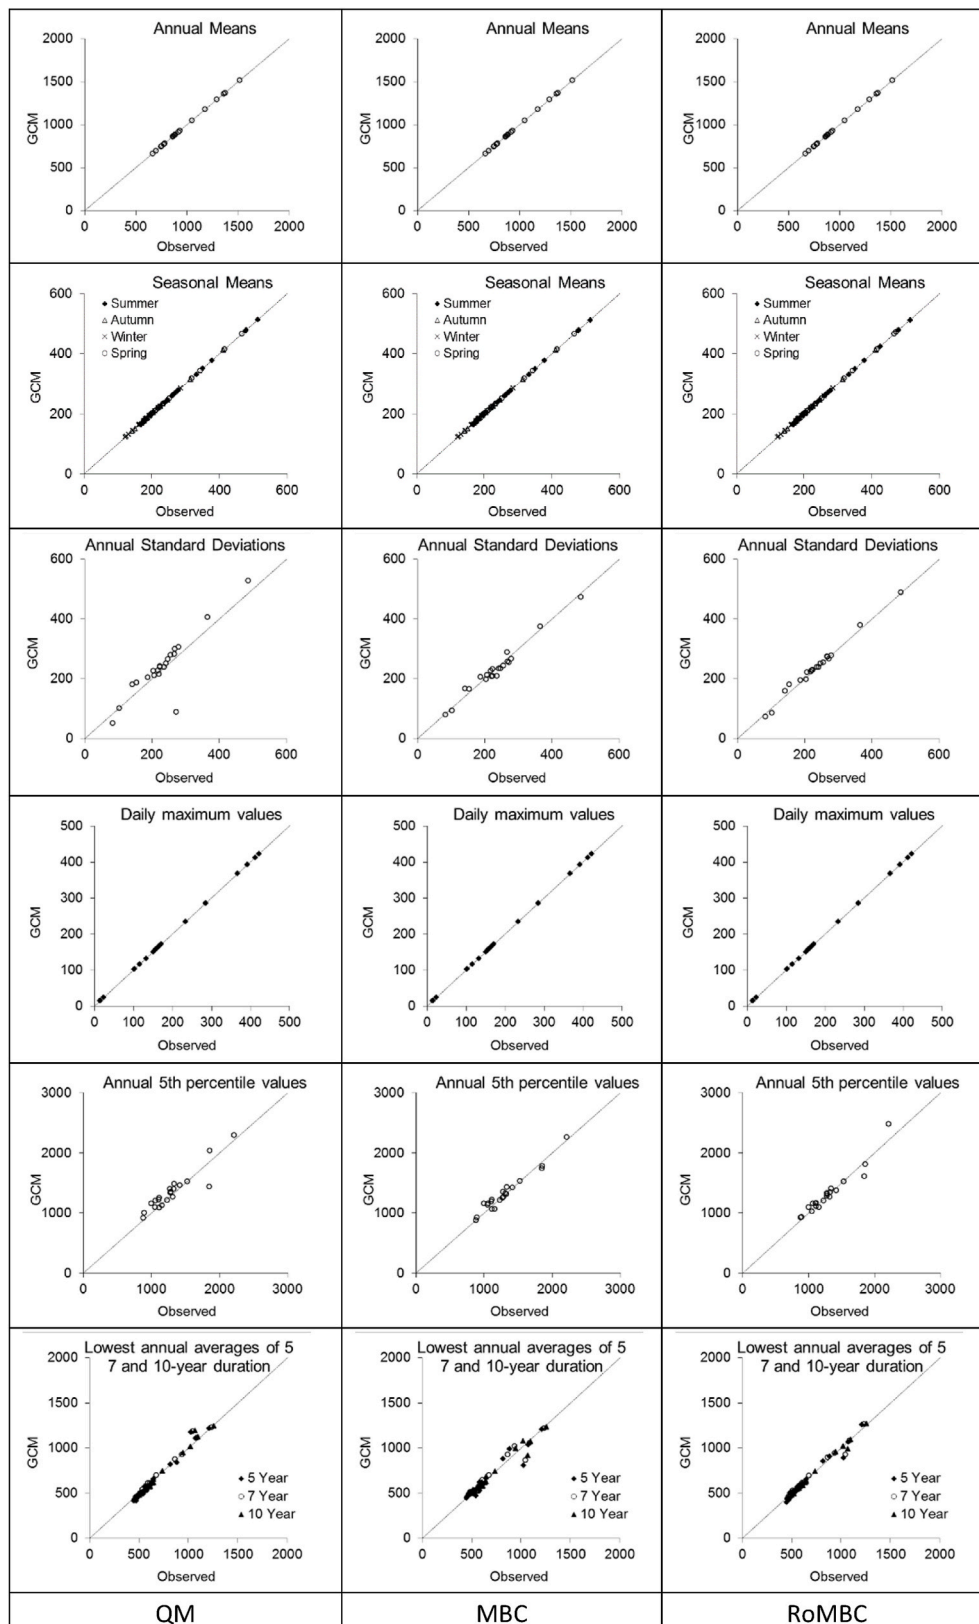 Annual Means
2000
1500
1000
500
0
0 500 1000 1500 2000
GCM
Observed
Annual Means
2000
1500
1000
500
0
0 500 1000 1500 2000
GCM
Observed
Annual Means
2000
1500
1000
500
0
0 500 1000 1500 2000
GCM
Observed
Seasonal Means
600
400
200
0
0 200 400 600
Summer
Autumn
Winter
Spring
GCM
Observed
Seasonal Means
600
400
200
0
0 200 400 600
Summer
Autumn
Winter
Spring
GCM
Observed
Seasonal Means
600
400
200
0
0 200 400 600
Summer
Autumn
Winter
Spring
GCM
Observed
Annual Standard Deviations
600
400
200
0
0 200 400 600
GCM
Observed
Annual Standard Deviations
600
400
200
0
0 200 400 600
GCM
Observed
Annual Standard Deviations
600
400
200
0
0 200 400 600
GCM
Observed
Daily maximum values
500
400
300
200
100
0
0 100 200 300 400 500
GCM
Observed
Daily maximum values
500
400
300
200
100
0
0 100 200 300 400 500
GCM
Observed
Daily maximum values
500
400
300
200
100
0
0 100 200 300 400 500
GCM
Observed
Annual 5th percentile values
3000
2000
1000
0
0 1000 2000 3000
GCM
Observed
Annual 5th percentile values
3000
2000
1000
0
0 1000 2000 3000
GCM
Observed
Annual 5th percentile values
3000
2000
1000
0
0 1000 2000 3000
GCM
Observed
Lowest annual averages of 5
7 and 10-year duration
2000
1500
1000
500
0
0 500 1000 1500 2000
5 Year
7 Year
10 Year
GCM
Observed
Lowest annual averages of 5
7 and 10-year duration
2000
1500
1000
500
0
0 500 1000 1500 2000
5 Year
7 Year
10 Year
GCM
Observed
Lowest annual averages of 5
7 and 10-year duration
2000
1500
1000
500
0
0 500 1000 1500 2000
5 Year
7 Year
10 Year
GCM
Observed
QM
MBC
RoMBC